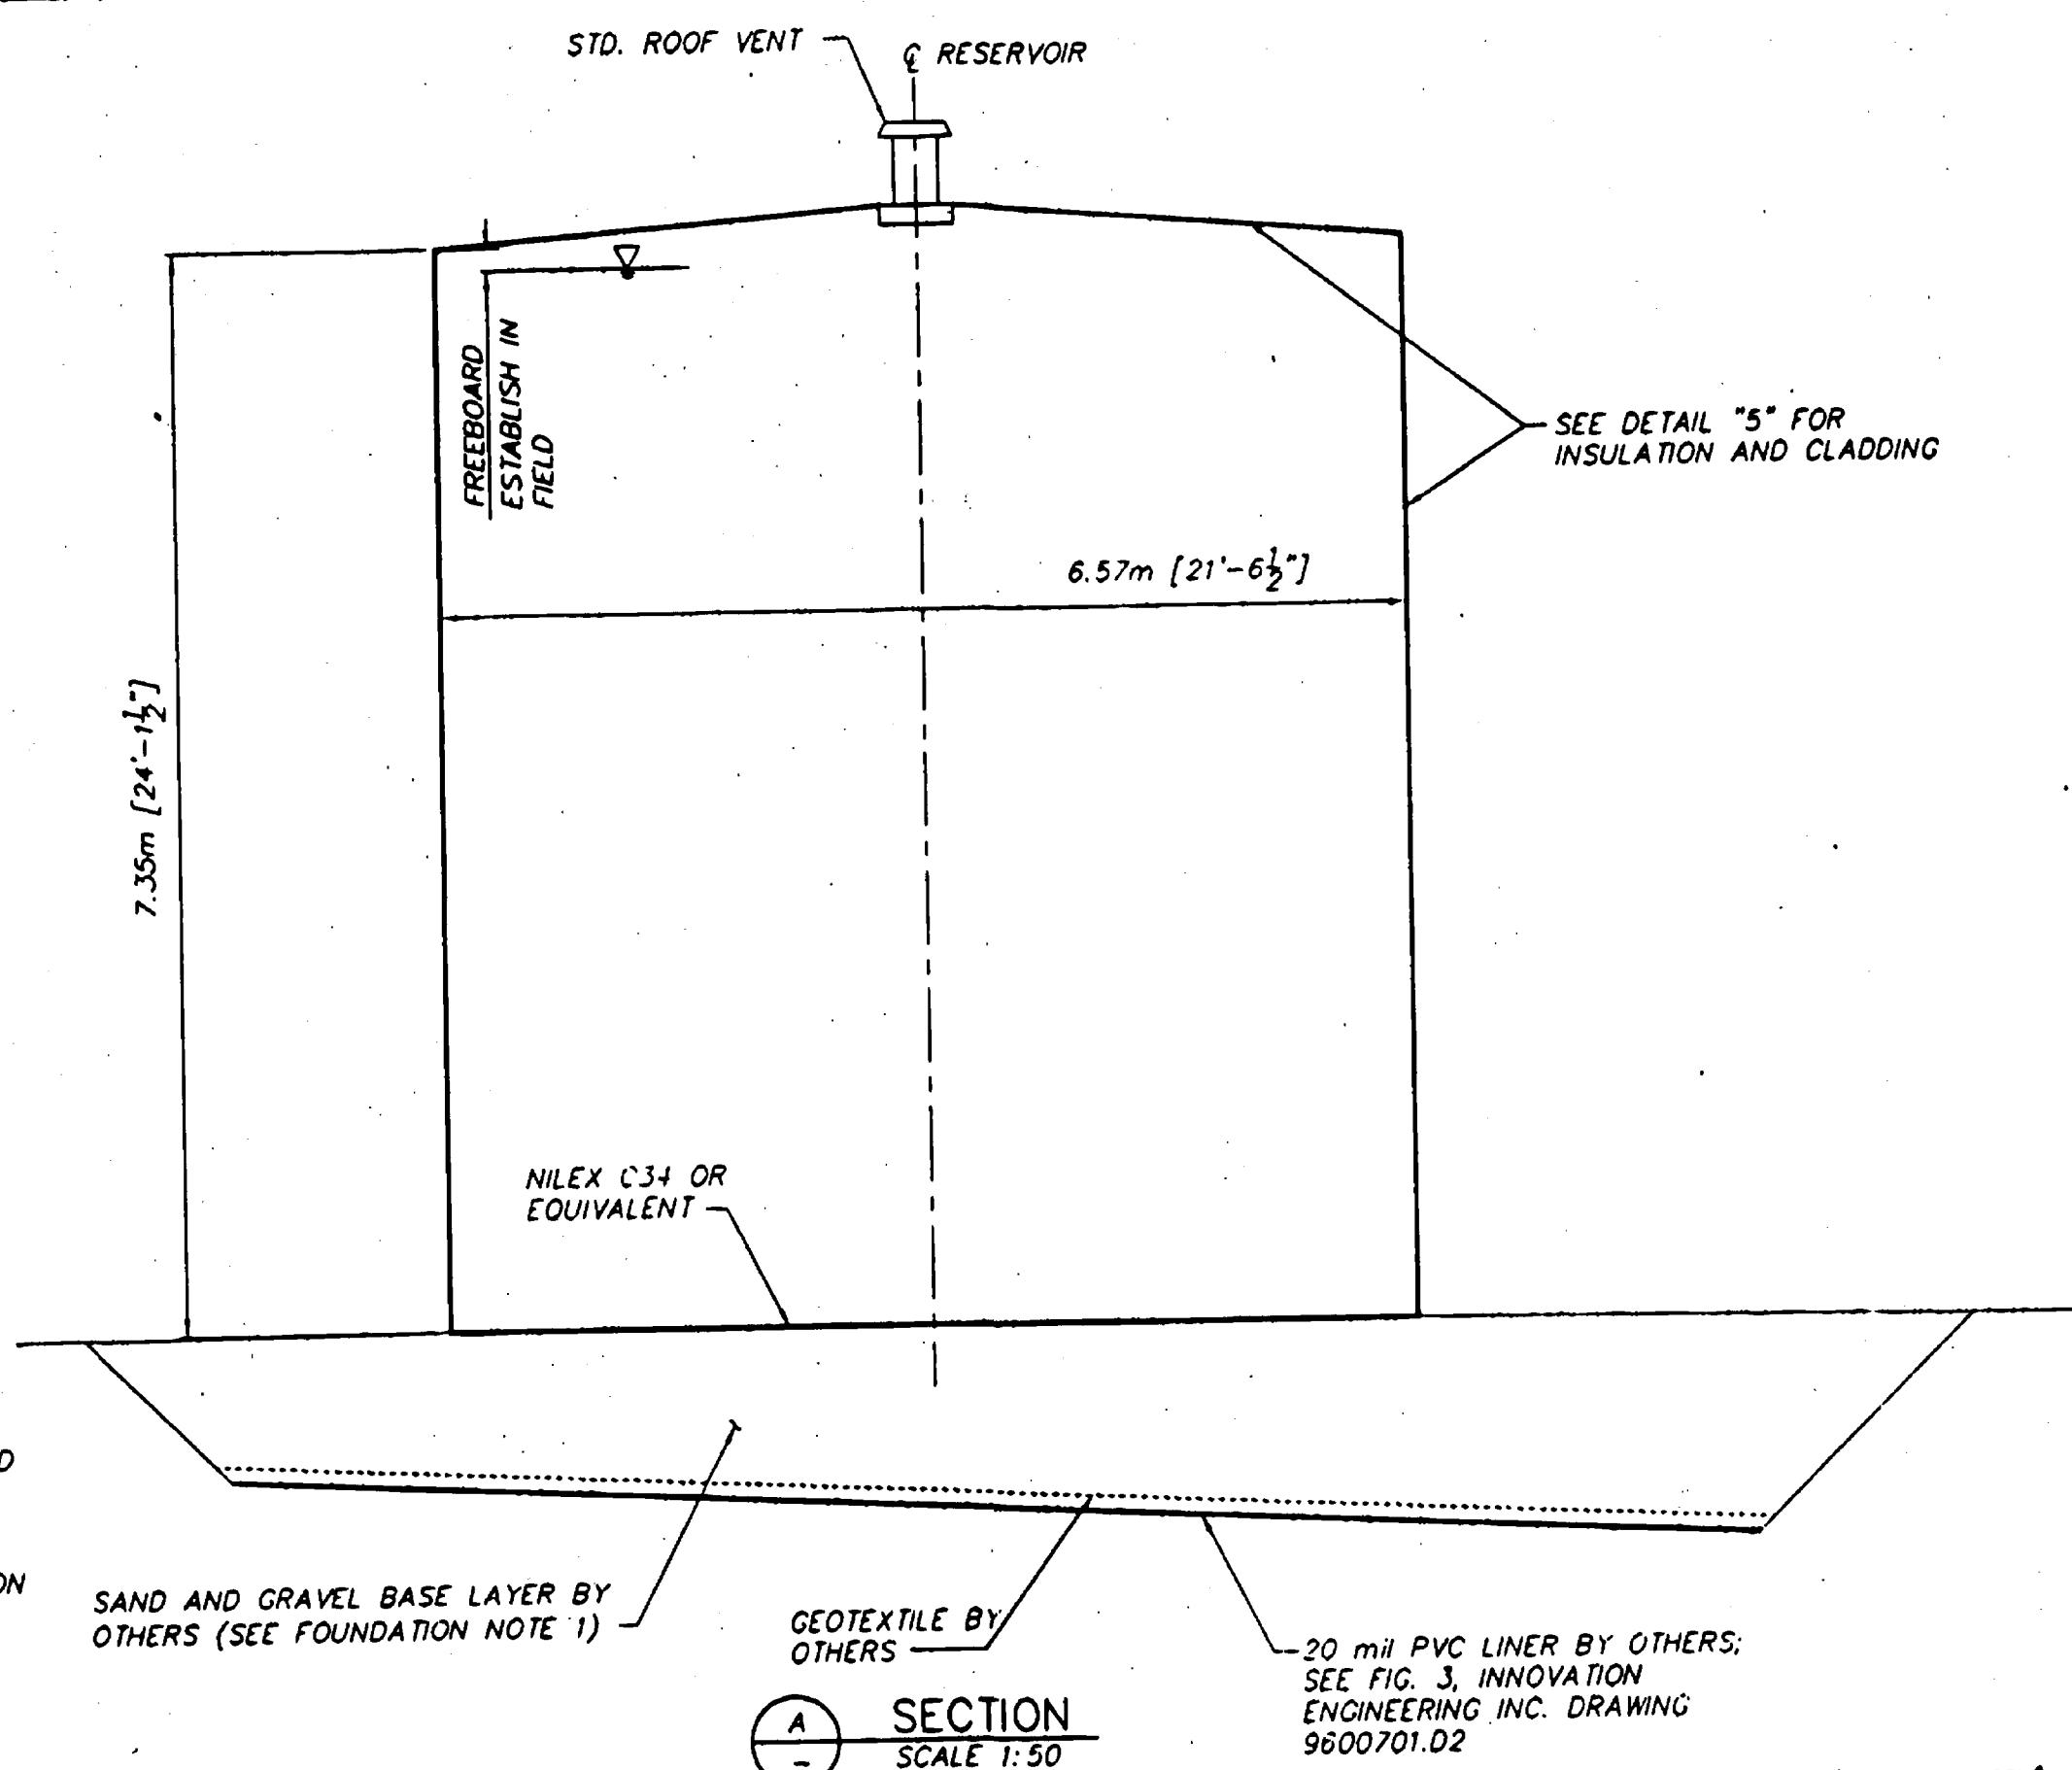 STD. ROOF VENT
℄ RESERVOIR
FREEBOARD
ESTABLISH IN
FIELD
SEE DETAIL "5" FOR
INSULATION AND CLADDING
6.57m [21'-6½"]
7.35m [24'-1½"]
NILEX C34 OR
EQUIVALENT
SAND AND GRAVEL BASE LAYER BY
OTHERS (SEE FOUNDATION NOTE 1)
GEOTEXTILE BY
OTHERS
20 mil PVC LINER BY OTHERS;
SEE FIG. 3, INNOVATION
ENGINEERING INC. DRAWING
9600701.D2
A
-
SECTION
SCALE 1:50